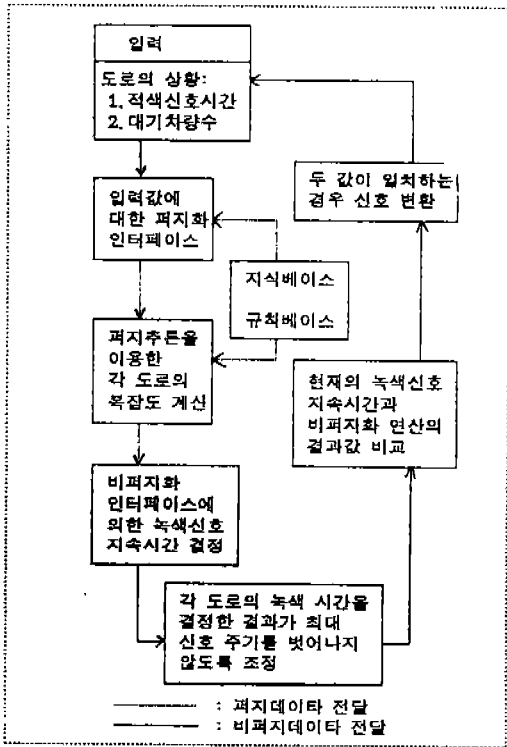 입력
도로의 상황:
1. 적색신호시간
2. 대기차량수
입력값에
대한 퍼지화
인터페이스
지식베이스
규칙베이스
퍼지추론을
이용한
각 도로의
복잡도 계산
비퍼지화
인터페이스에
의한 녹색신호
지속시간 결정
각 도로의 녹색 시간을
결정한 결과가 최대
신호 주기를 벗어나지
않도록 조정
현재의 녹색신호
지속시간과
비퍼지화 연산의
결과값 비교
두 값이 일치하는
경우 신호 변환
: 퍼지데이타 전달
: 비퍼지데이타 전달